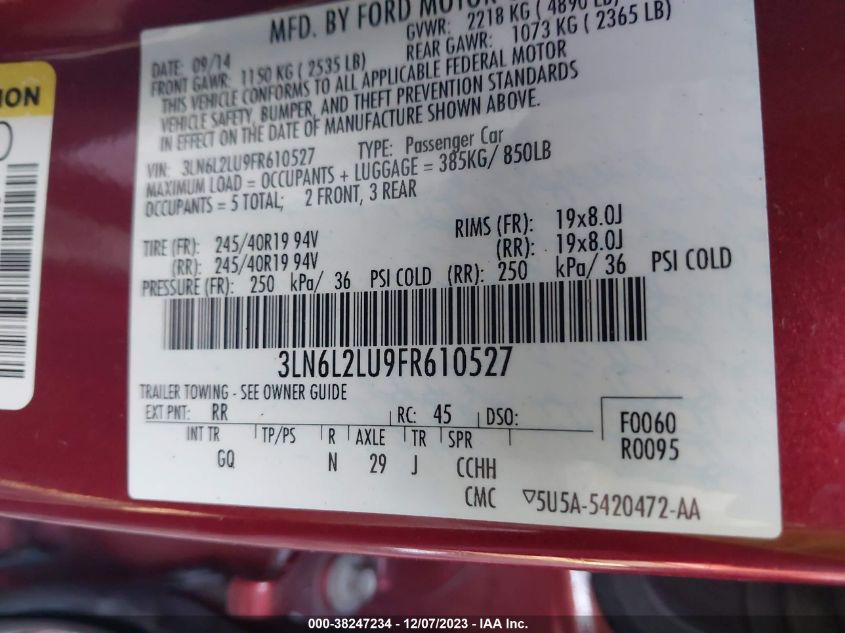 MFD. BY FORD MOTOR
DATE: 09/14 GVWR: 2218 KG ( 4890 LB)
FRONT GAWR: 1150 KG ( 2535 LB) REAR GAWR: 1073 KG ( 2365 LB)
THIS VEHICLE CONFORMS TO ALL APPLICABLE FEDERAL MOTOR
VEHICLE SAFETY, BUMPER, AND THEFT PREVENTION STANDARDS
IN EFFECT ON THE DATE OF MANUFACTURE SHOWN ABOVE.
VIN: 3LN6L2LU9FR610527 TYPE: Passenger Car
MAXIMUM LOAD = OCCUPANTS + LUGGAGE = 385KG/ 850LB
OCCUPANTS = 5 TOTAL; 2 FRONT, 3 REAR
TIRE (FR): 245/40R19 94V RIMS (FR): 19x8.0J
(RR): 245/40R19 94V (RR): 19x8.0J
PRESSURE (FR): 250 kPa/ 36 PSI COLD (RR): 250 kPa/ 36 PSI COLD
3LN6L2LU9FR610527
TRAILER TOWING - SEE OWNER GUIDE
EXT PNT: RR RC: 45 DSO: F0060
INT TR TP/PS R AXLE TR SPR R0095
GQ N 29 J CCHH
CMC ▽5U5A-5420472-AA
000-38247234 - 12/07/2023 - IAA Inc.